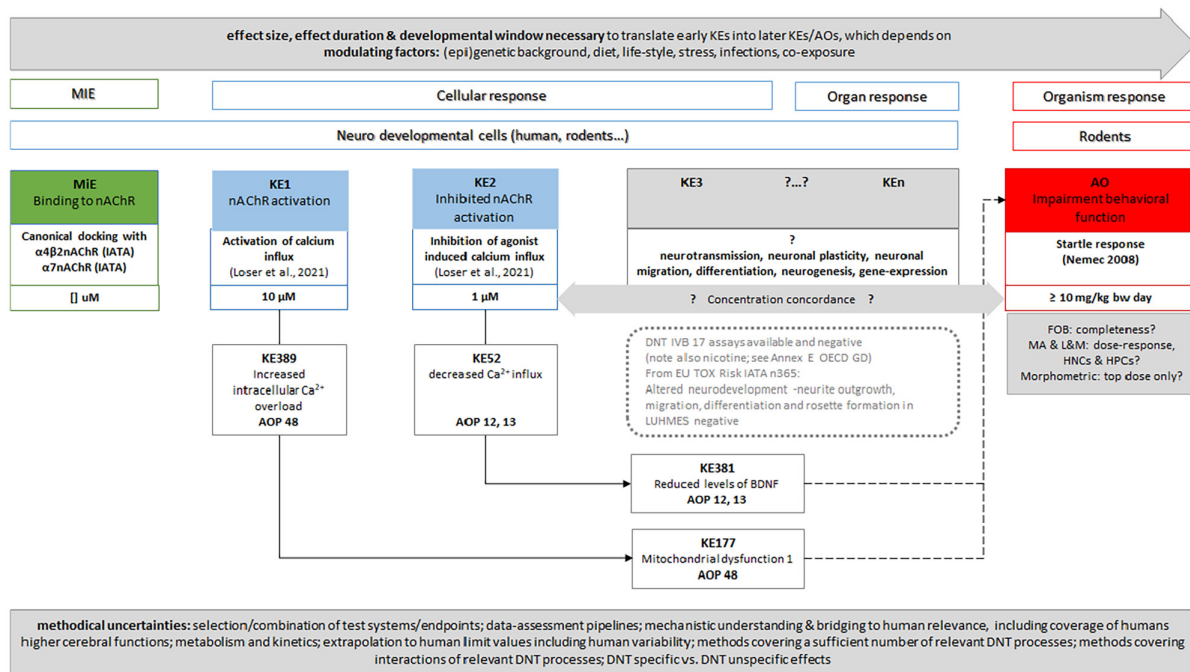 effect size, effect duration & developmental window necessary to translate early KEs into later KEs/AOs, which depends on
modulating factors: (epi)genetic background, diet, life-style, stress, infections, co-exposure
MIE
Cellular response
Organ response
Organism response
Neuro developmental cells (human, rodents...)
Rodents
MiE
Binding to nAChR
Canonical docking with
α4β2nAChR (IATA)
α7nAChR (IATA)
[] uM
KE1
nAChR activation
Activation of calcium
influx
(Loser et al., 2021)
10 µM
KE389
Increased
intracellular Ca²⁺
overload
AOP 48
KE2
Inhibited nAChR
activation
Inhibition of agonist
induced calcium influx
(Loser et al., 2021)
1 µM
KE52
decreased Ca²⁺ influx
AOP 12, 13
KE3 ?...? KEn
?
neurotransmission, neuronal plasticity, neuronal
migration, differentiation, neurogenesis, gene-expression
? Concentration concordance ?
DNT IVB 17 assays available and negative
(note also nicotine; see Annex E OECD GD)
From EU TOX Risk IATA n365:
Altered neurodevelopment -neurite outgrowth,
migration, differentiation and rosette formation in
LUHMES negative
KE381
Reduced levels of BDNF
AOP 12, 13
KE177
Mitochondrial dysfunction 1
AOP 48
AO
Impairment behavioral
function
Startle response
(Nemec 2008)
≥ 10 mg/kg bw day
FOB: completeness?
MA & L&M: dose-response,
HNCs & HPCs?
Morphometric: top dose only?
methodical uncertainties: selection/combination of test systems/endpoints; data-assessment pipelines; mechanistic understanding & bridging to human relevance, including coverage of humans
higher cerebral functions; metabolism and kinetics; extrapolation to human limit values including human variability; methods covering a sufficient number of relevant DNT processes; methods covering
interactions of relevant DNT processes; DNT specific vs. DNT unspecific effects